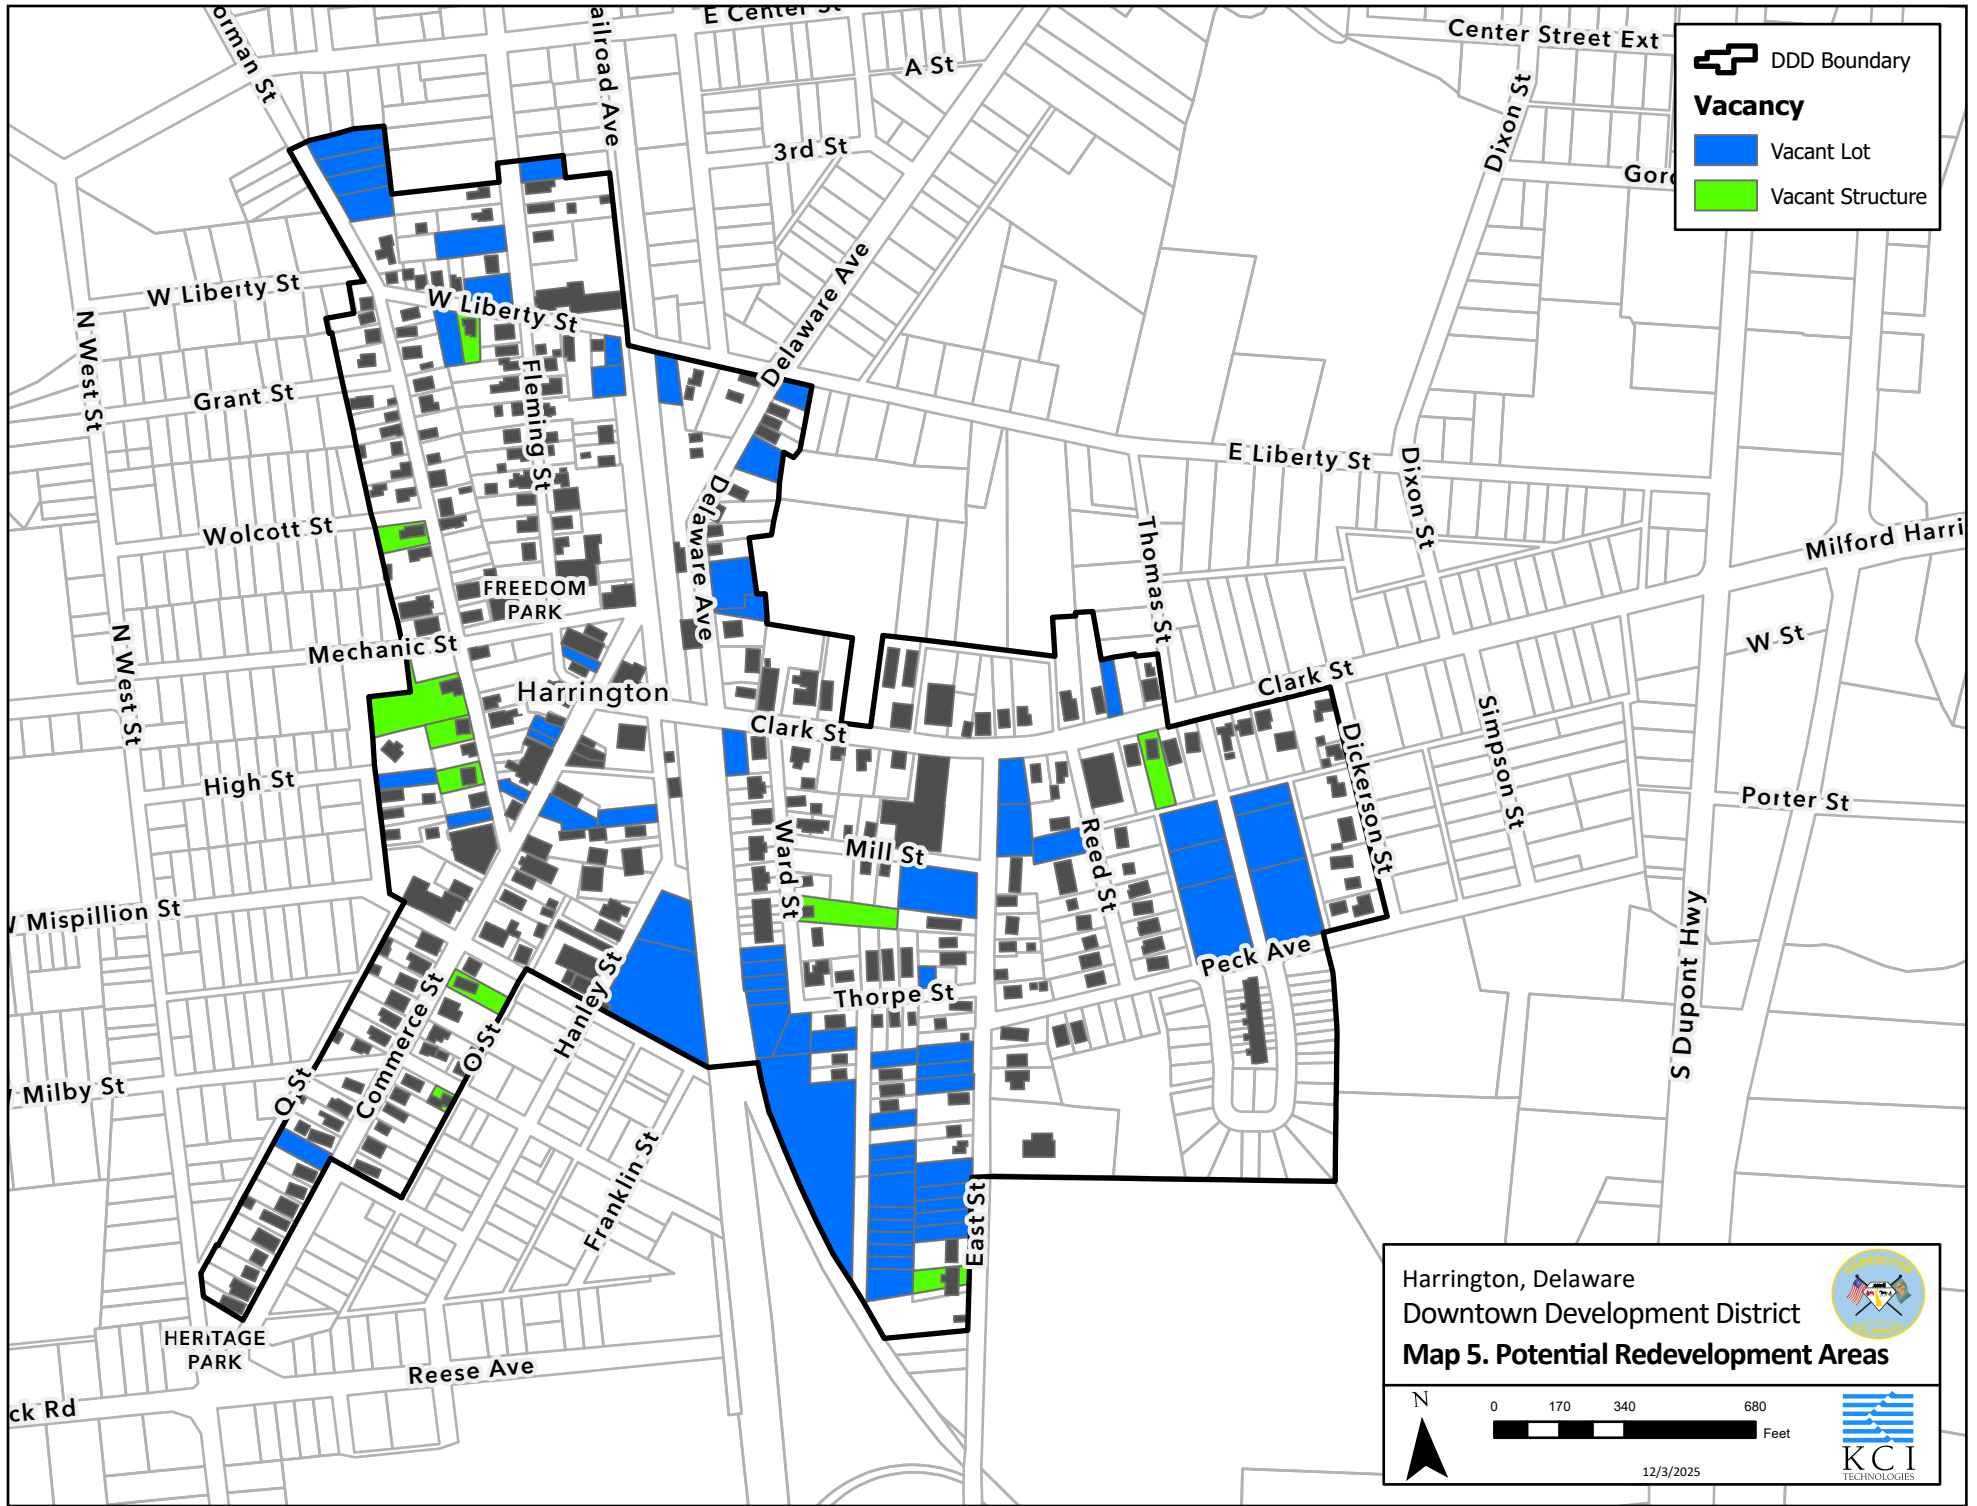 orman St
ailroad Ave
E Center St
A St
3rd St
Center Street Ext
Dixon St
DDD Boundary
Vacancy
Vacant Lot
Vacant Structure
Gord
W Liberty St
W Liberty St
N West St
Grant St
Fleming St
Delaware Ave
E Liberty St
Dixon St
Wolcott St
Delaware Ave
Thomas St
Milford Harri
FREEDOM
PARK
Mechanic St
N West St
Harrington
Clark St
Clark St
W St
Simpson St
Dickerson St
High St
Porter St
Ward St
Mill St
Reed St
W Mispillion St
Peck Ave
S Dupont Hwy
Commerce St
Hanley St
Thorpe St
O St
O St
W Milby St
Franklin St
East St
HERITAGE
PARK
Reese Ave
ck Rd
Harrington, Delaware
Downtown Development District
Map 5. Potential Redevelopment Areas
HARRINGTON
DELAWARE
N
0 170 340 680
Feet
12/3/2025
KCI
TECHNOLOGIES